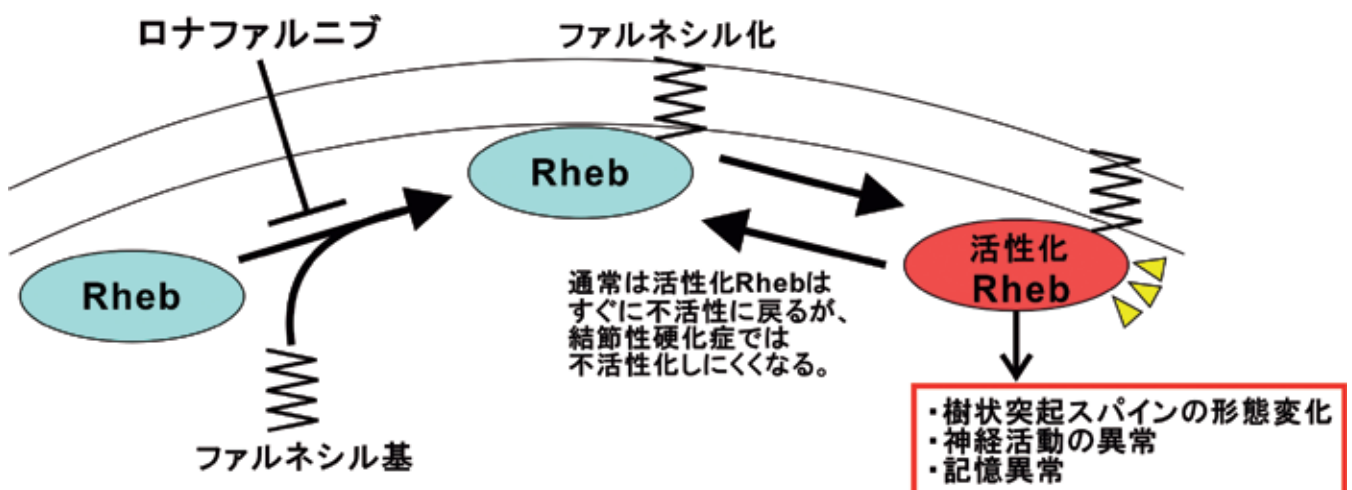 ロナファルニブ
ファルネシル化
Rheb
Rheb
活性化
Rheb
通常は活性化Rhebは
すぐに不活性に戻るが、
結節性硬化症では
不活性化しにくくなる。
ファルネシル基
・樹状突起スパインの形態変化
・神経活動の異常
・記憶異常